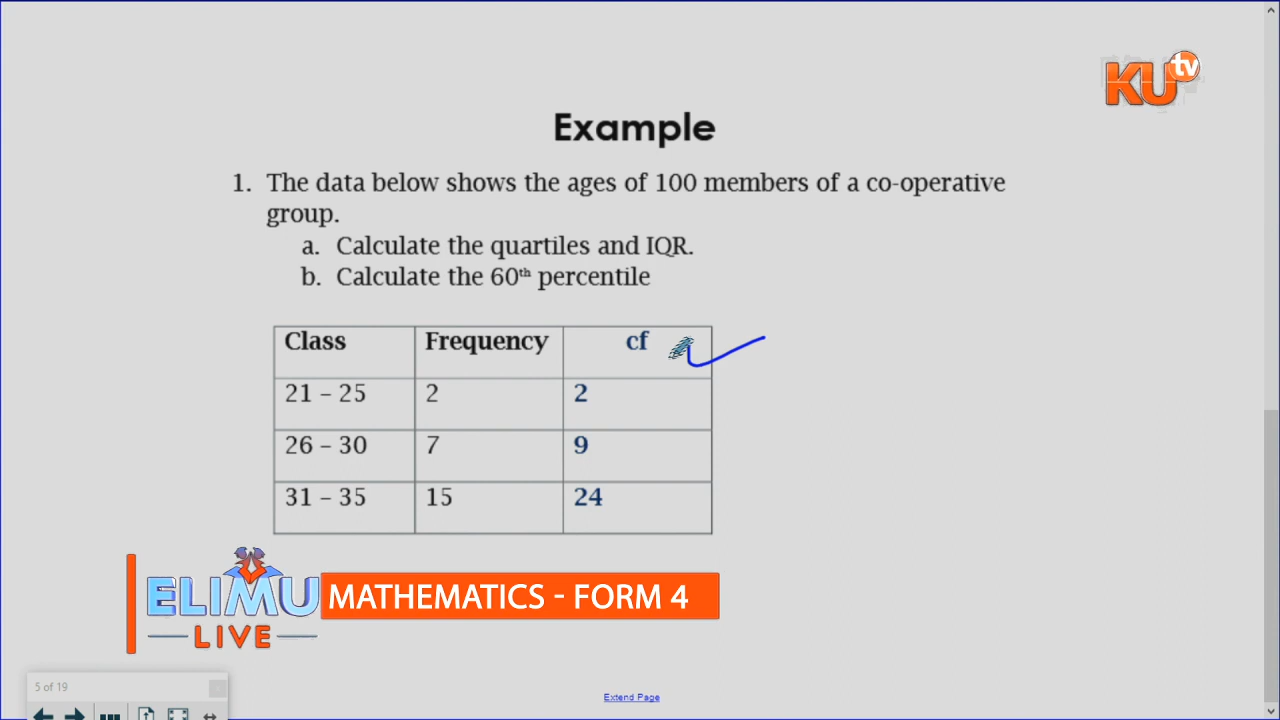 KU tv
Example
1. The data below shows the ages of 100 members of a co-operative
group.
a. Calculate the quartiles and IQR.
b. Calculate the 60th percentile
Class Frequency cf
21 – 25 2 2
26 – 30 7 9
31 – 35 15 24
ELIMU
LIVE
MATHEMATICS - FORM 4
5 of 19
Extend Page